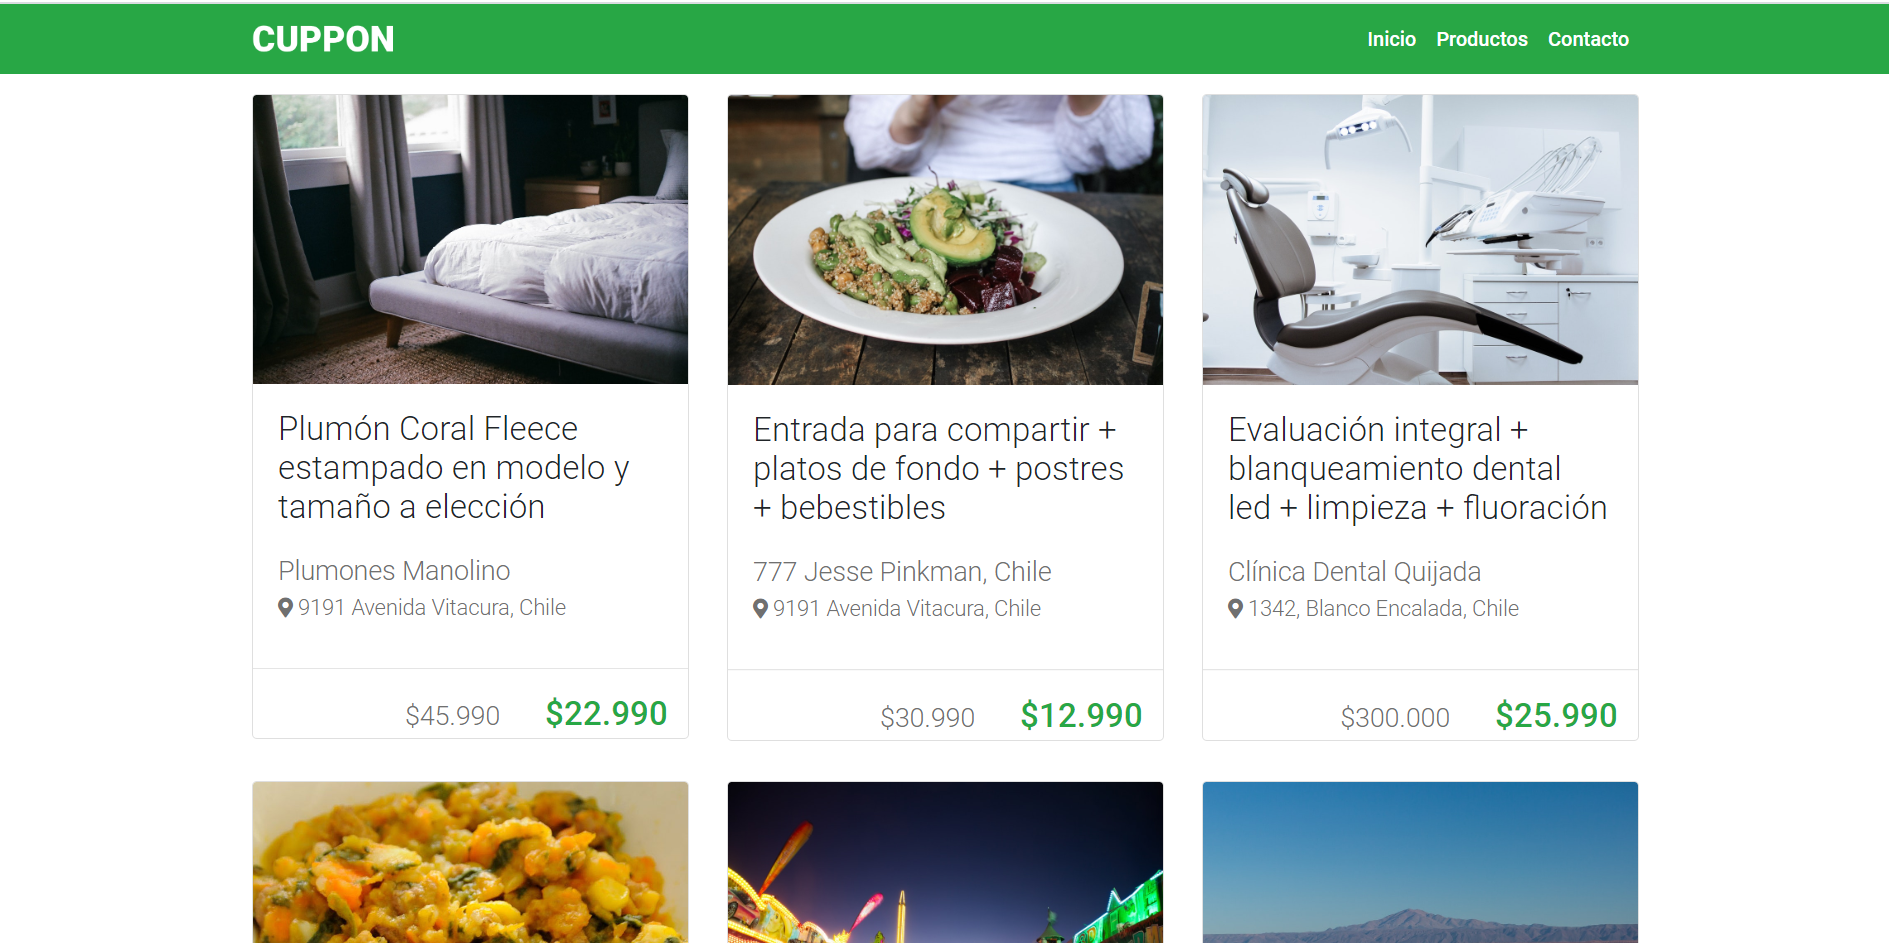 CUPPON
Inicio Productos Contacto
Plumón Coral Fleece
estampado en modelo y
tamaño a elección
Plumones Manolino
9191 Avenida Vitacura, Chile
$45.990 $22.990
Entrada para compartir +
platos de fondo + postres
+ bebestibles
777 Jesse Pinkman, Chile
9191 Avenida Vitacura, Chile
$30.990 $12.990
Evaluación integral +
blanqueamiento dental
led + limpieza + fluoración
Clínica Dental Quijada
1342, Blanco Encalada, Chile
$300.000 $25.990